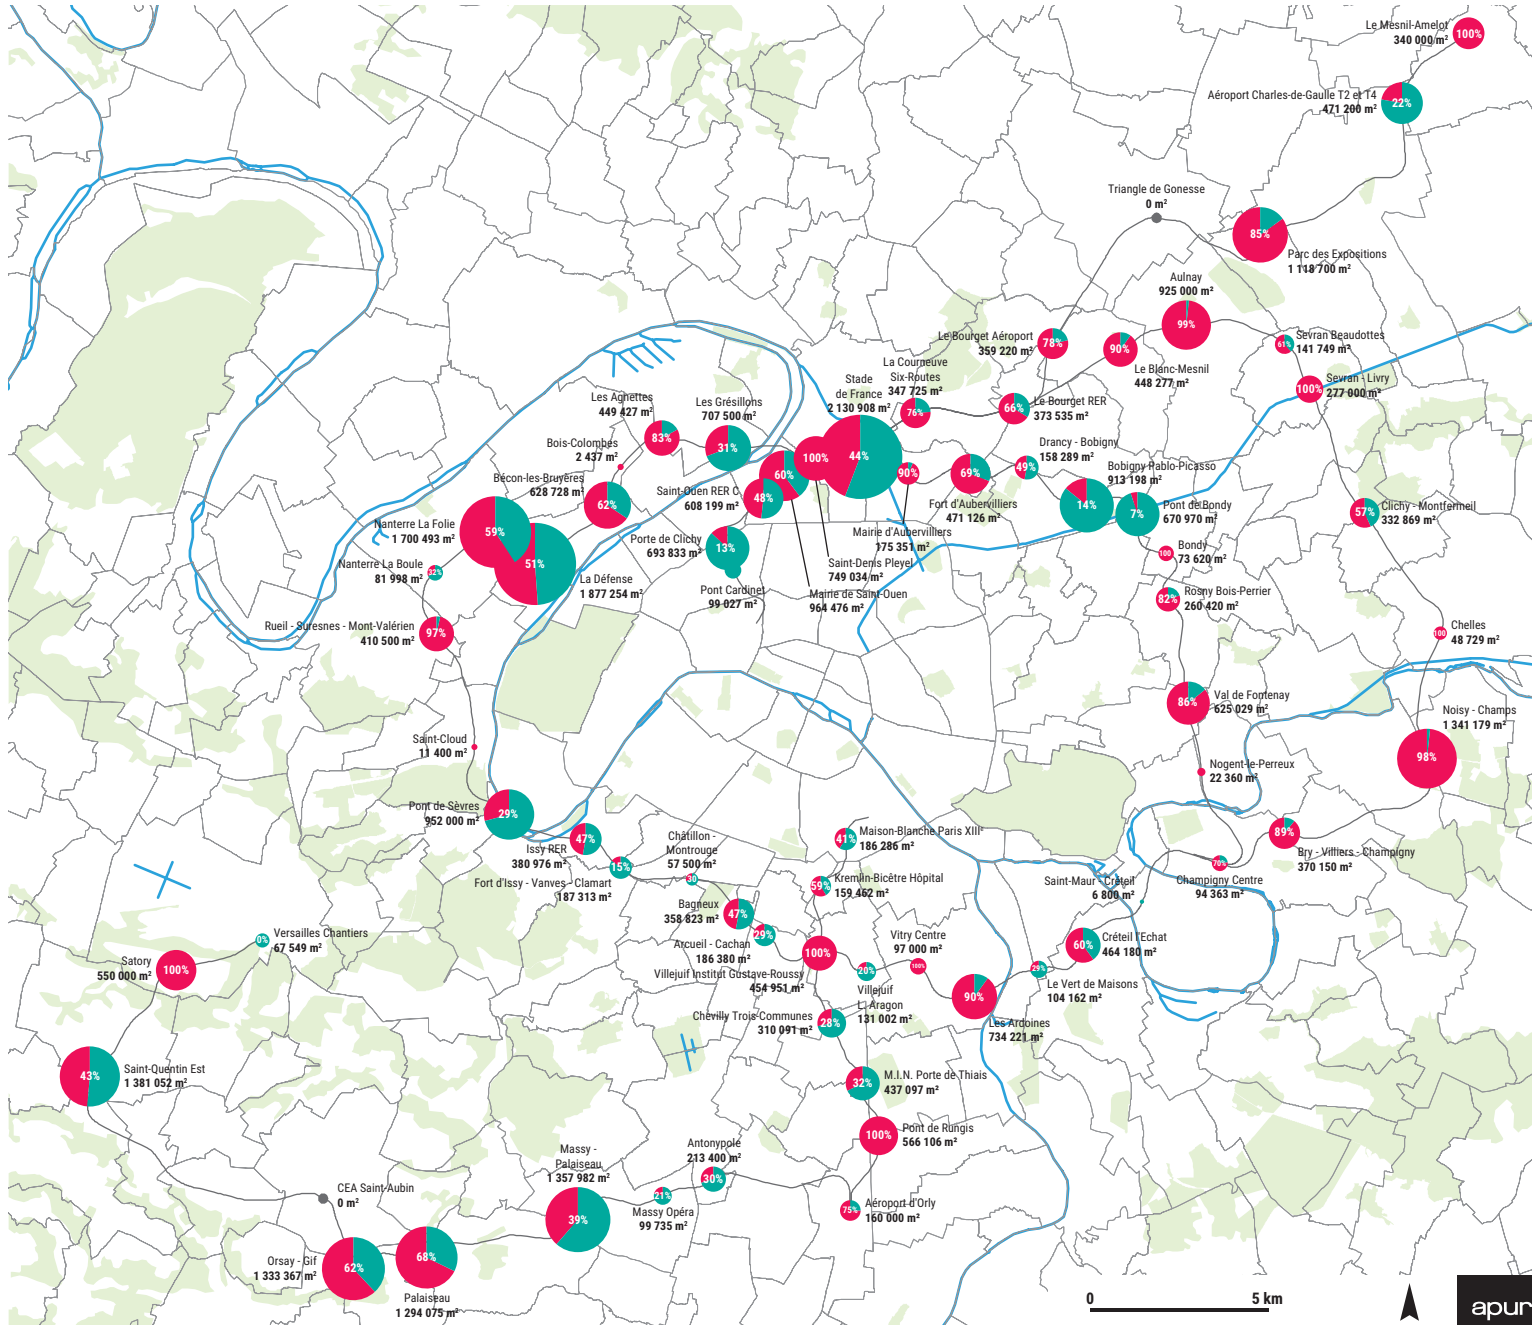 Le Mesnil-Amelot
340 000 m²
100%
Aéroport Charles-de-Gaulle T2 et T4
471 200 m²
22%
Triangle de Gonesse
0 m²
85%
Parc des Expositions
1 118 700 m²
Aulnay
925 000 m²
99%
Le Bourget Aéroport
359 220 m²
78%
90%
Le Blanc-Mesnil
448 277 m²
61%
Sevran Beaudottes
141 749 m²
100%
Sevran - Livry
277 000 m²
La Courneuve
Six-Routes
347 725 m²
76%
66%
Le Bourget RER
373 535 m²
Stade
de France
2 130 908 m²
44%
Les Agnettes
449 427 m²
83%
Les Grésillons
707 500 m²
31%
Bois-Colombes
2 437 m²
Bécon-les-Bruyères
628 728 m²
62%
100%
60%
48%
Saint-Ouen RER C
608 199 m²
90%
69%
Fort d'Aubervilliers
471 126 m²
Drancy - Bobigny
158 289 m²
49%
Bobigny Pablo-Picasso
913 198 m²
14%
7%
Pont de Bondy
670 970 m²
57%
Clichy - Montfermeil
332 869 m²
Nanterre La Folie
1 700 493 m²
59%
51%
La Défense
1 877 254 m²
Porte de Clichy
693 833 m²
13%
Mairie d'Aubervilliers
175 351 m²
Saint-Denis Pleyel
749 034 m²
Mairie de Saint-Ouen
964 476 m²
Pont Cardinet
99 027 m²
100
Bondy
73 620 m²
Nanterre La Boule
81 998 m²
32%
82%
Rosny Bois-Perrier
260 420 m²
Rueil - Suresnes - Mont-Valérien
410 500 m²
97%
100
Chelles
48 729 m²
86%
Val de Fontenay
625 029 m²
Noisy - Champs
1 341 179 m²
98%
Saint-Cloud
11 400 m²
Nogent-le-Perreux
22 360 m²
Pont de Sèvres
952 000 m²
29%
47%
Issy RER
380 976 m²
15%
Fort d'Issy - Vanves - Clamart
187 313 m²
Châtillon -
Montrouge
57 500 m²
30
41%
Maison-Blanche Paris XIIIᵉ
186 286 m²
89%
Bry - Villiers - Champigny
370 150 m²
70%
Champigny Centre
94 363 m²
59%
Kremlin-Bicêtre Hôpital
159 462 m²
Saint-Maur - Créteil
6 800 m²
Bagneux
358 823 m²
47%
29%
Arcueil - Cachan
186 380 m²
Vitry Centre
97 000 m²
100%
60%
Créteil l'Echat
464 180 m²
Versailles Chantiers
67 549 m²
0%
Satory
550 000 m²
100%
100%
Villejuif Institut Gustave-Roussy
454 951 m²
20%
Villejuif
L. Aragon
131 002 m²
90%
Les Ardoines
734 221 m²
29%
Le Vert de Maisons
104 162 m²
Chevilly Trois-Communes
310 091 m²
28%
43%
Saint-Quentin Est
1 381 052 m²
32%
M.I.N. Porte de Thiais
437 097 m²
100%
Pont de Rungis
566 106 m²
Massy -
Palaiseau
1 357 982 m²
39%
Antonypole
213 400 m²
30%
21%
Massy Opéra
99 735 m²
75%
Aéroport d'Orly
160 000 m²
CEA Saint-Aubin
0 m²
Orsay - Gif
1 333 367 m²
62%
68%
Palaiseau
1 294 075 m²
0
5 km
apur